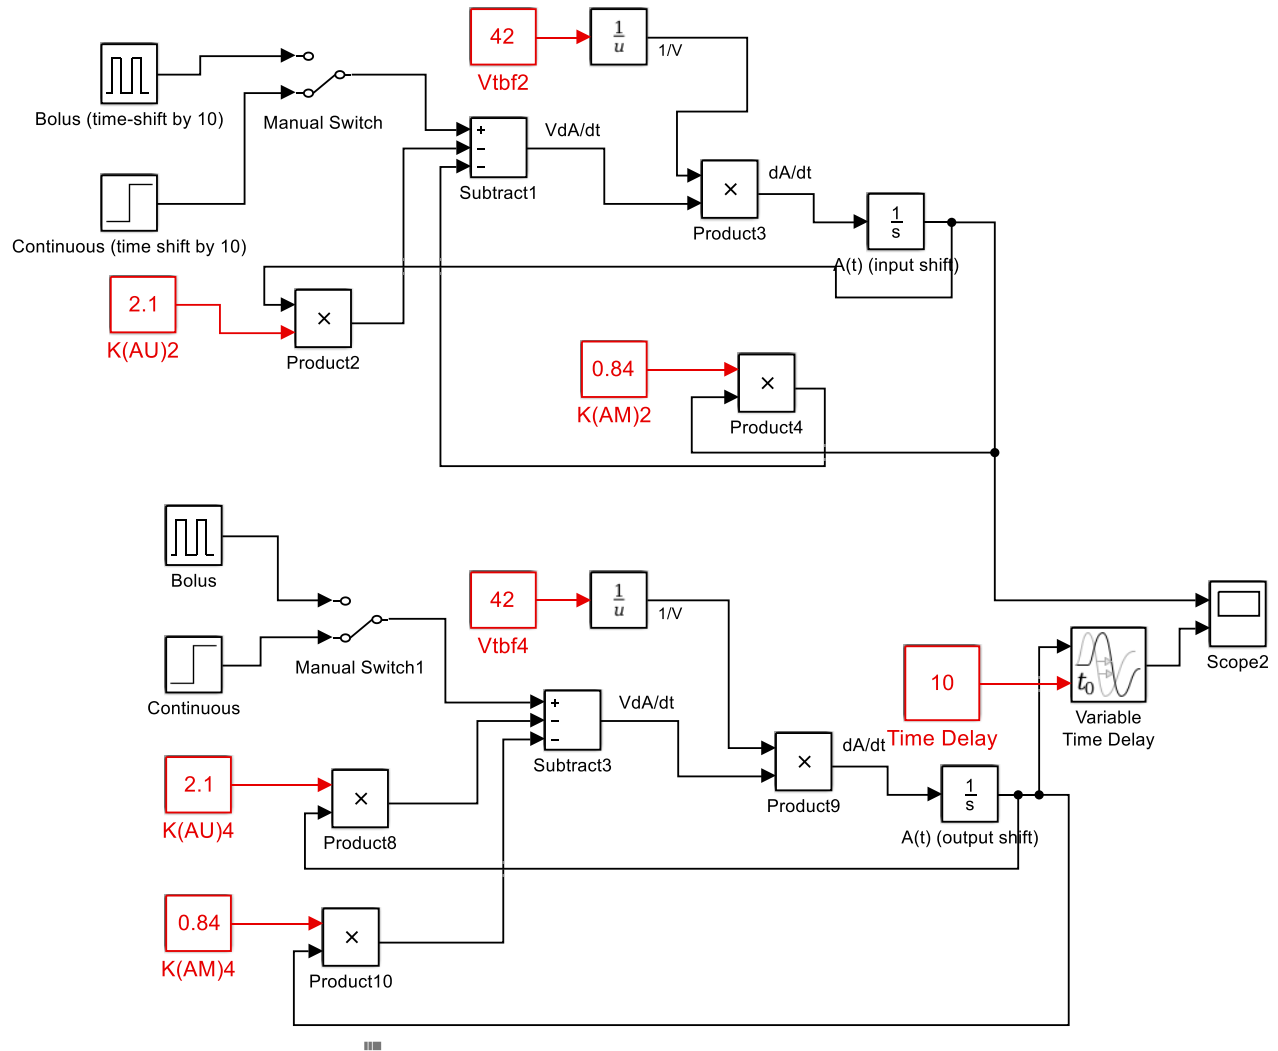 42
1
u
1/V
Vtbf2
Bolus (time-shift by 10)
Manual Switch
+
−
−
VdA/dt
Subtract1
×
dA/dt
Product3
1
s
A(t) (input shift)
Continuous (time shift by 10)
2.1
K(AU)2
×
Product2
0.84
K(AM)2
×
Product4
Bolus
42
1
u
1/V
Vtbf4
Manual Switch1
Continuous
+
−
−
VdA/dt
Subtract3
10
Time Delay
t0
Variable
Time Delay
Scope2
×
dA/dt
Product9
1
s
A(t) (output shift)
2.1
K(AU)4
×
Product8
0.84
K(AM)4
×
Product10